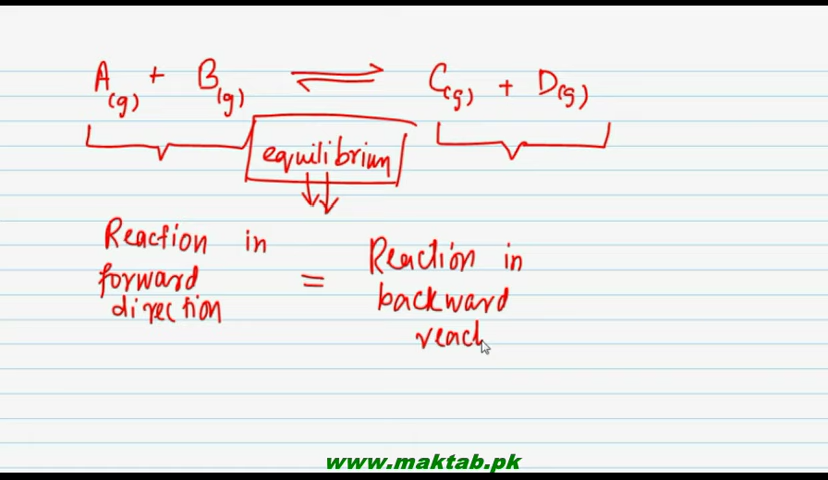 A(g) + B(g) ⇌ C(g) + D(g)
equilibrium
Reaction in
forward
direction
=
Reaction in
backward
reach
www.maktab.pk